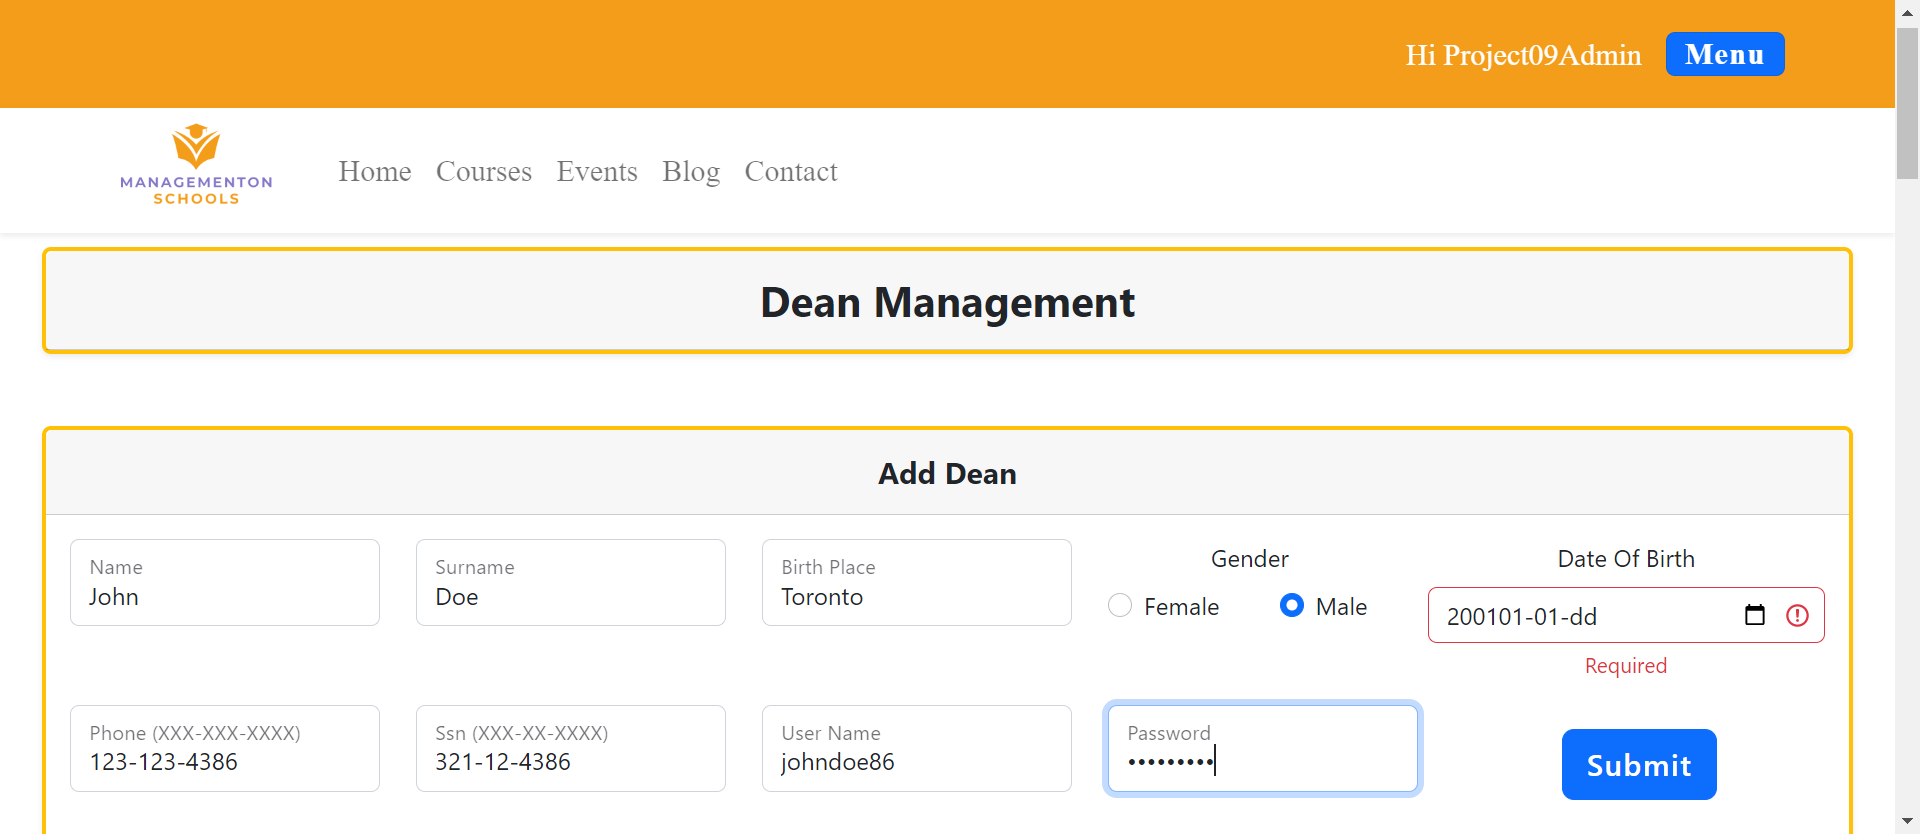 Hi Project09Admin Menu
MANAGEMENTON
SCHOOLS
Home Courses Events Blog Contact
Dean Management
Add Dean
Name
John
Surname
Doe
Birth Place
Toronto
Gender
Female Male
Date Of Birth
200101-01-dd
Required
Phone (XXX-XXX-XXXX)
123-123-4386
Ssn (XXX-XX-XXXX)
321-12-4386
User Name
johndoe86
Password
•••••••••
Submit